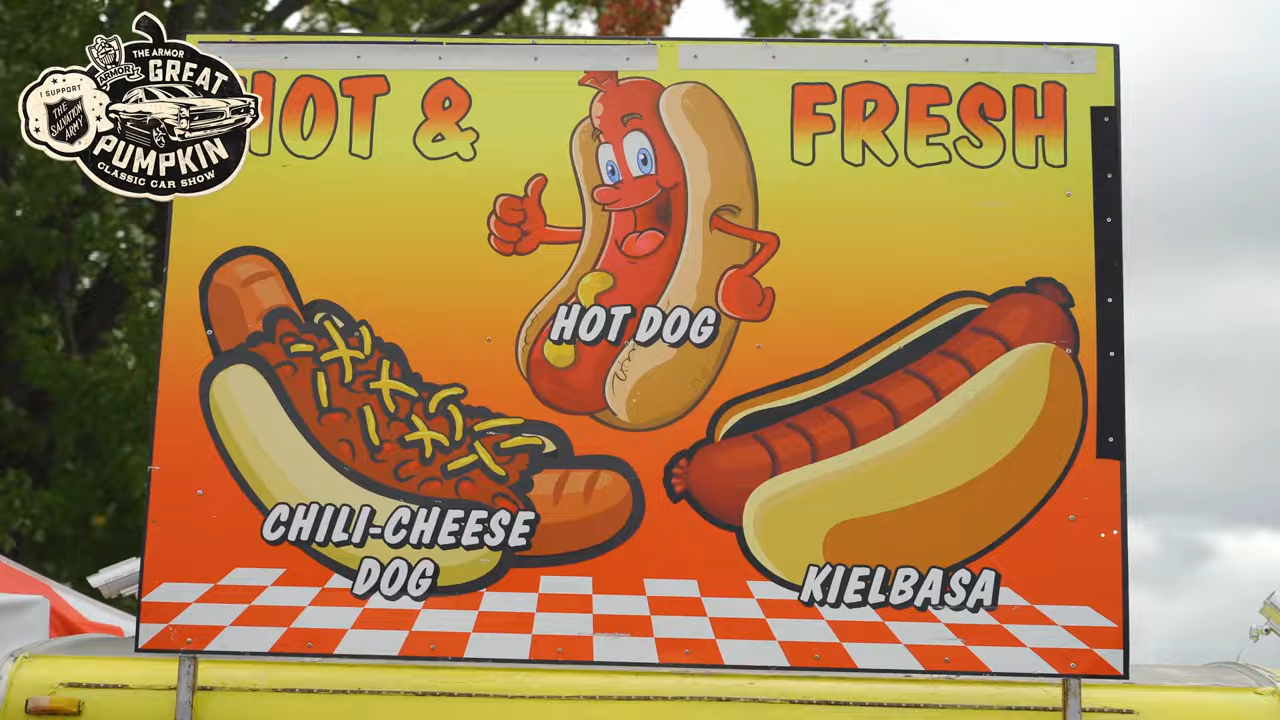 THE ARMOR
ARMOR
GREAT
I SUPPORT
THE
SALVATION
ARMY
PUMPKIN
CLASSIC CAR SHOW
HOT & FRESH
HOT DOG
CHILI-CHEESE
DOG
KIELBASA